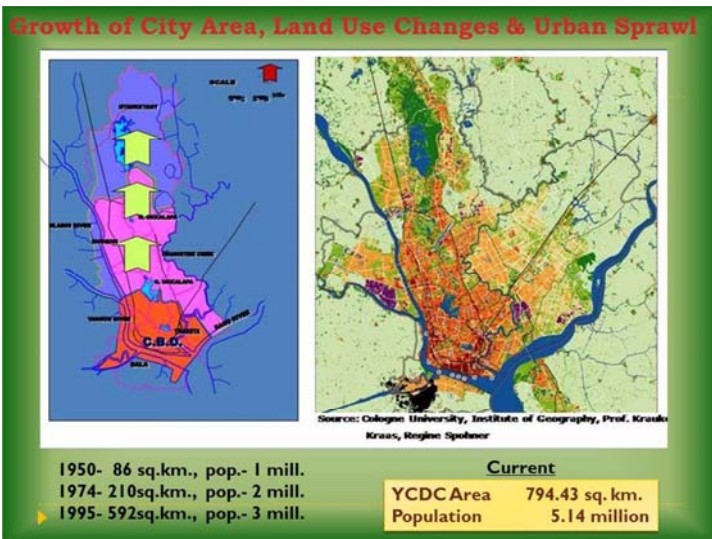 Growth of City Area, Land Use Changes & Urban Sprawl
SCALE
C.B.D.
DALA
Source: Cologne University, Institute of Geography, Prof. Krauke
Kraas, Regine Spohner
1950- 86 sq.km., pop.- 1 mill.
1974- 210sq.km., pop.- 2 mill.
1995- 592sq.km., pop.- 3 mill.
Current
YCDC Area 794.43 sq. km.
Population 5.14 million